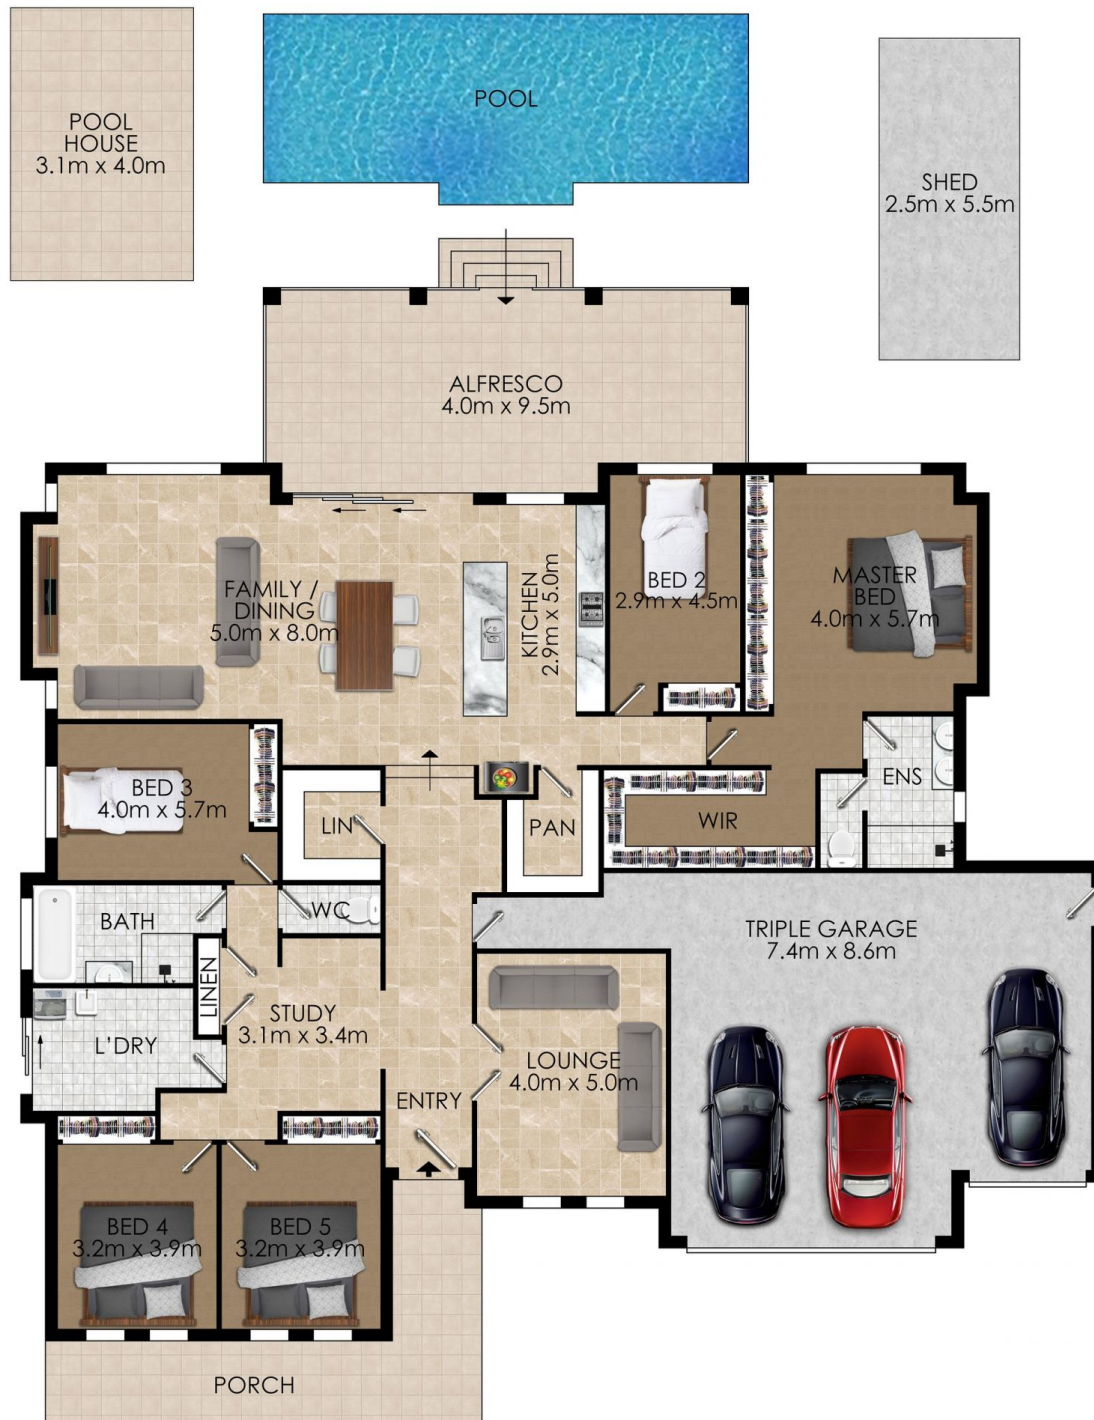 POOL
HOUSE
3.1m x 4.0m
POOL
SHED
2.5m x 5.5m
ALFRESCO
4.0m x 9.5m
FAMILY /
DINING
5.0m x 8.0m
KITCHEN
2.9m x 5.0m
BED 2
2.9m x 4.5m
MASTER
BED
4.0m x 5.7m
BED 3
4.0m x 5.7m
LIN
PAN
WIR
ENS
BATH
WC
TRIPLE GARAGE
7.4m x 8.6m
LINEN
STUDY
3.1m x 3.4m
L'DRY
LOUNGE
4.0m x 5.0m
ENTRY
BED 4
3.2m x 3.9m
BED 5
3.2m x 3.9m
PORCH